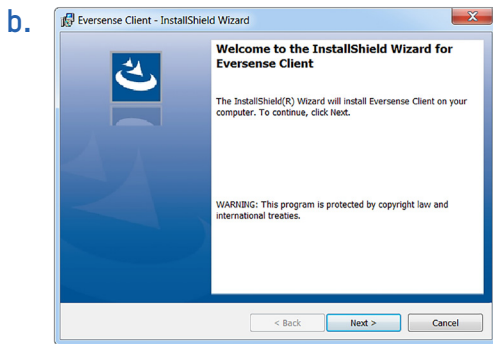 b.
Eversense Client - InstallShield Wizard
Welcome to the InstallShield Wizard for
Eversense Client
The InstallShield(R) Wizard will install Eversense Client on your
computer. To continue, click Next.
WARNING: This program is protected by copyright law and
international treaties.
< Back Next > Cancel